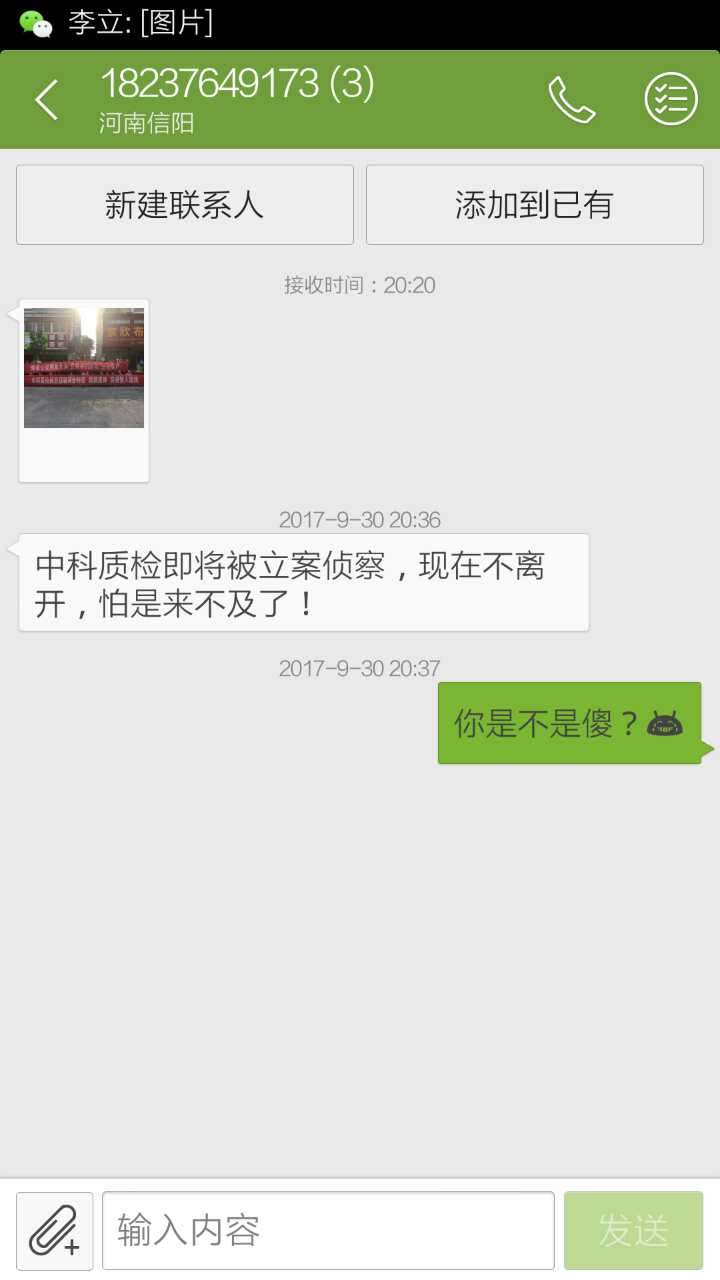 李立: [图片]
18237649173 (3)
河南信阳
新建联系人
添加到已有
接收时间：20:20
2017-9-30 20:36
中科质检即将被立案侦察，现在不离
开，怕是来不及了！
2017-9-30 20:37
你是不是傻？
输入内容
发送